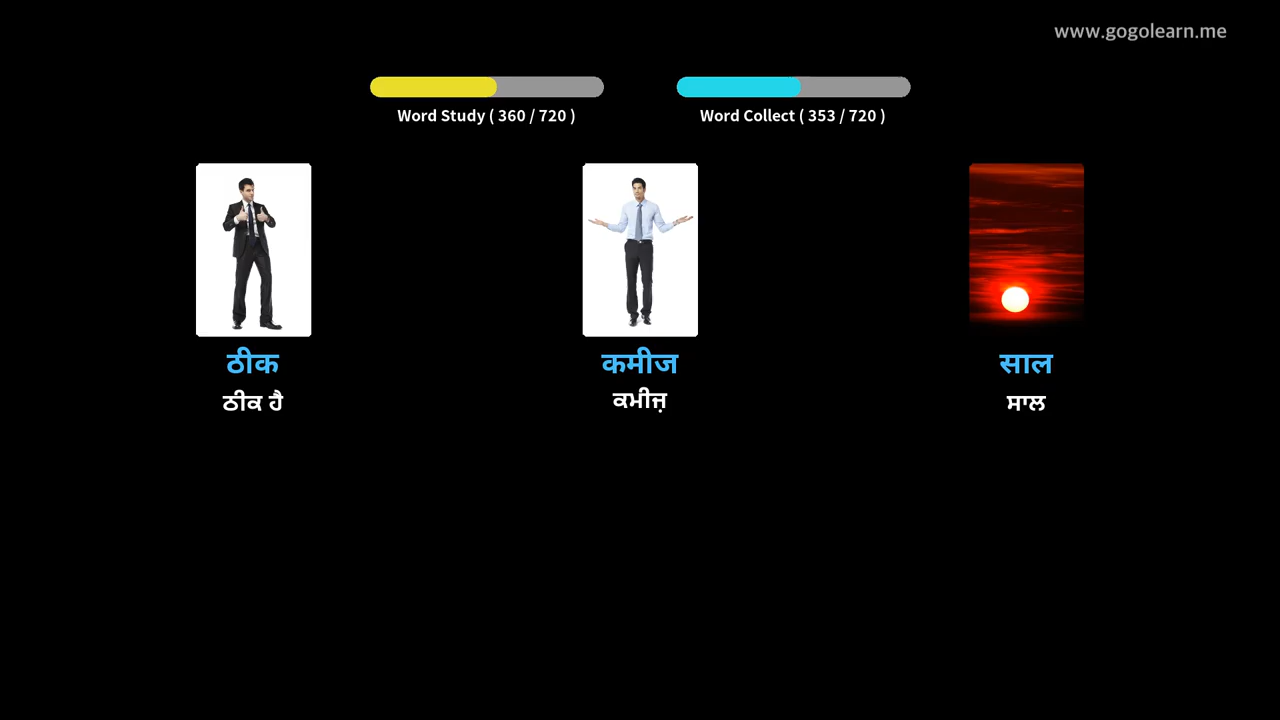 www.gogolearn.me
Word Study ( 360 / 720 )
Word Collect ( 353 / 720 )
ठीक
ਠੀਕ ਹੈ
कमीज
ਕਮੀਜ਼
साल
ਸਾਲ